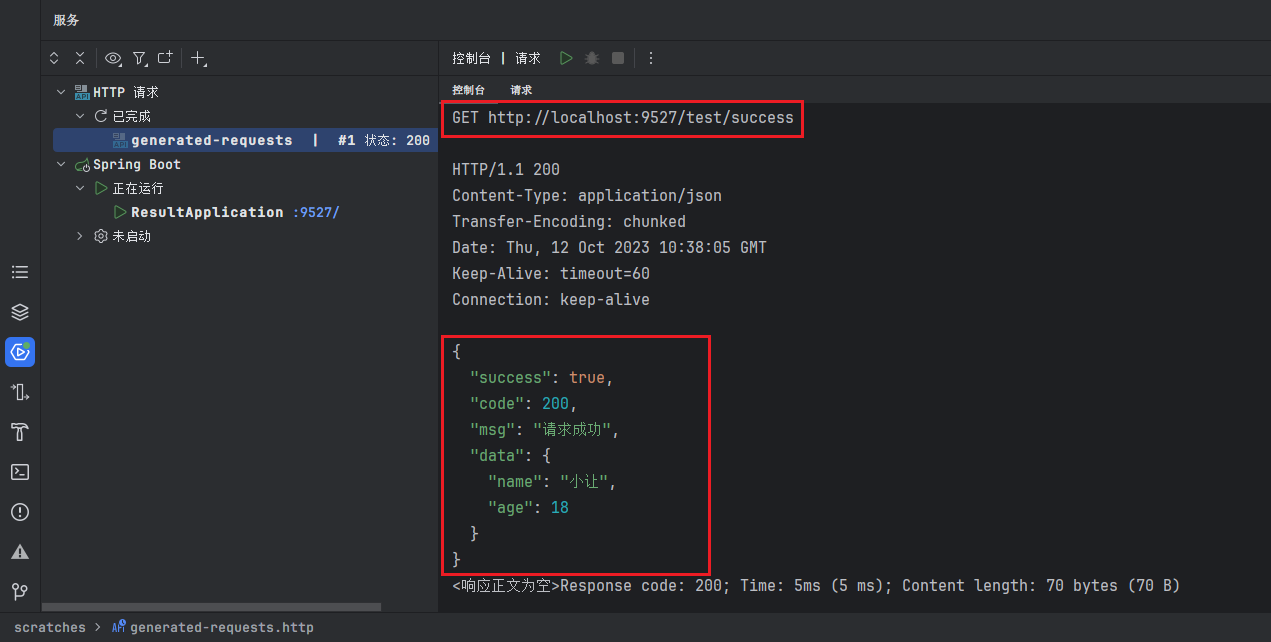 服务
HTTP 请求
已完成
generated-requests | #1 状态: 200
Spring Boot
正在运行
ResultApplication :9527/
未启动
控制台 | 请求
控制台 请求
GET http://localhost:9527/test/success
HTTP/1.1 200
Content-Type: application/json
Transfer-Encoding: chunked
Date: Thu, 12 Oct 2023 10:38:05 GMT
Keep-Alive: timeout=60
Connection: keep-alive
{
  "success": true,
  "code": 200,
  "msg": "请求成功",
  "data": {
    "name": "小让",
    "age": 18
  }
}
<响应正文为空>Response code: 200; Time: 5ms (5 ms); Content length: 70 bytes (70 B)
scratches > API generated-requests.http